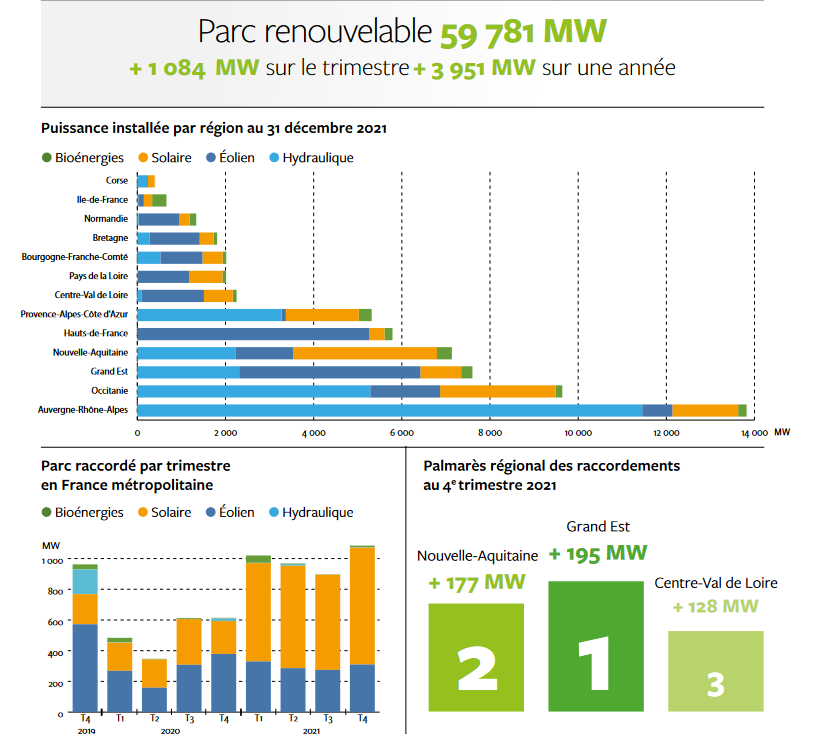 Parc renouvelable 59 781 MW
+ 1 084 MW sur le trimestre + 3 951 MW sur une année
Puissance installée par région au 31 décembre 2021
Bioénergies Solaire Éolien Hydraulique
Corse
Ile-de-France
Normandie
Bretagne
Bourgogne-Franche-Comté
Pays de la Loire
Centre-Val de Loire
Provence-Alpes-Côte d'Azur
Hauts-de-France
Nouvelle-Aquitaine
Grand Est
Occitanie
Auvergne-Rhône-Alpes
0 2 000 4 000 6 000 8 000 10 000 12 000 14 000 MW
Parc raccordé par trimestre
en France métropolitaine
Bioénergies Solaire Éolien Hydraulique
MW
1 000
800
600
400
200
0
T4 T1 T2 T3 T4 T1 T2 T3 T4
2019 2020 2021
Palmarès régional des raccordements
au 4e trimestre 2021
Grand Est
+ 195 MW
Nouvelle-Aquitaine
+ 177 MW
Centre-Val de Loire
+ 128 MW
2 1 3